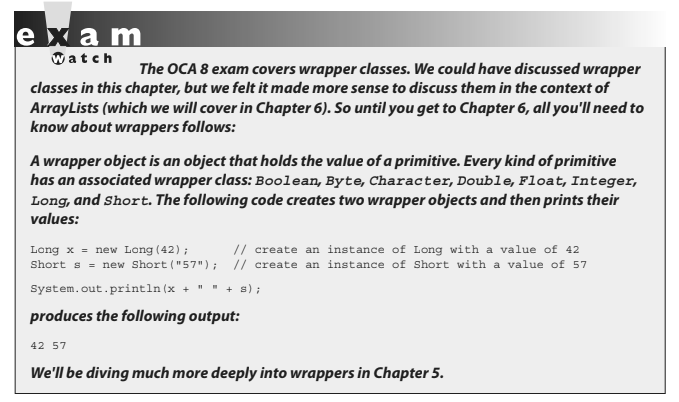 exam
Watch
The OCA 8 exam covers wrapper classes. We could have discussed wrapper
classes in this chapter, but we felt it made more sense to discuss them in the context of
ArrayLists (which we will cover in Chapter 6). So until you get to Chapter 6, all you'll need to
know about wrappers follows:
A wrapper object is an object that holds the value of a primitive. Every kind of primitive
has an associated wrapper class: Boolean, Byte, Character, Double, Float, Integer,
Long, and Short. The following code creates two wrapper objects and then prints their
values:
Long x = new Long(42);       // create an instance of Long with a value of 42
Short s = new Short("57");  // create an instance of Short with a value of 57
System.out.println(x + " " + s);
produces the following output:
42 57
We'll be diving much more deeply into wrappers in Chapter 5.